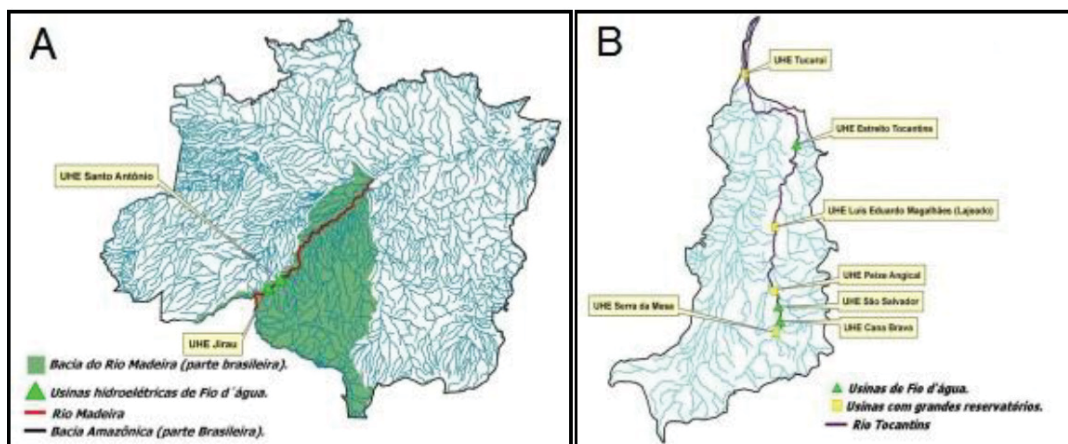 A
UHE Santo Antônio
UHE Jirau
Bacia do Rio Madeira (parte brasileira).
Usinas hidroelétricas de Fio d´água.
Rio Madeira
Bacia Amazônica (parte Brasileira).
B
UHE Tucuruí
UHE Estreito Tocantins
UHE Luis Eduardo Magalhães (Lajeado)
UHE Peixe Angical
UHE Serra da Mesa
UHE São Salvador
UHE Cana Brava
Usinas de Fio d'água.
Usinas com grandes reservatórios.
Rio Tocantins